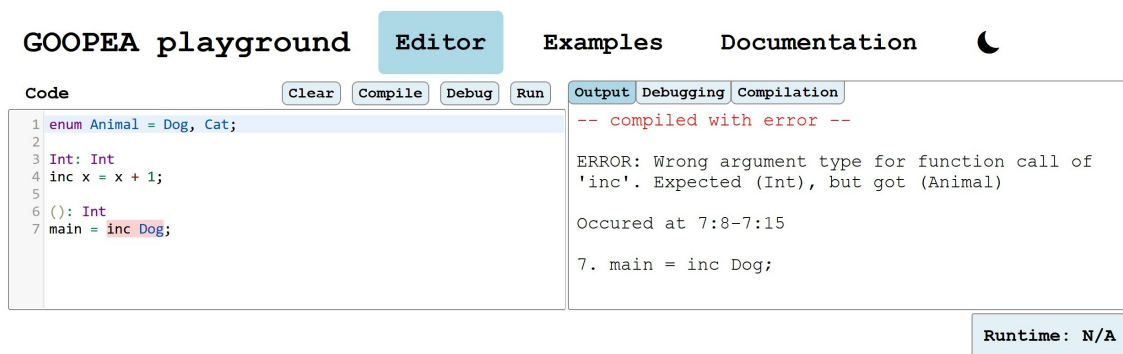 GOOPEA playground Editor Examples Documentation
Code Clear Compile Debug Run
1 enum Animal = Dog, Cat;
2
3 Int: Int
4 inc x = x + 1;
5
6 (): Int
7 main = inc Dog;
Output Debugging Compilation
-- compiled with error --
ERROR: Wrong argument type for function call of
'inc'. Expected (Int), but got (Animal)
Occured at 7:8-7:15
7. main = inc Dog;
Runtime: N/A